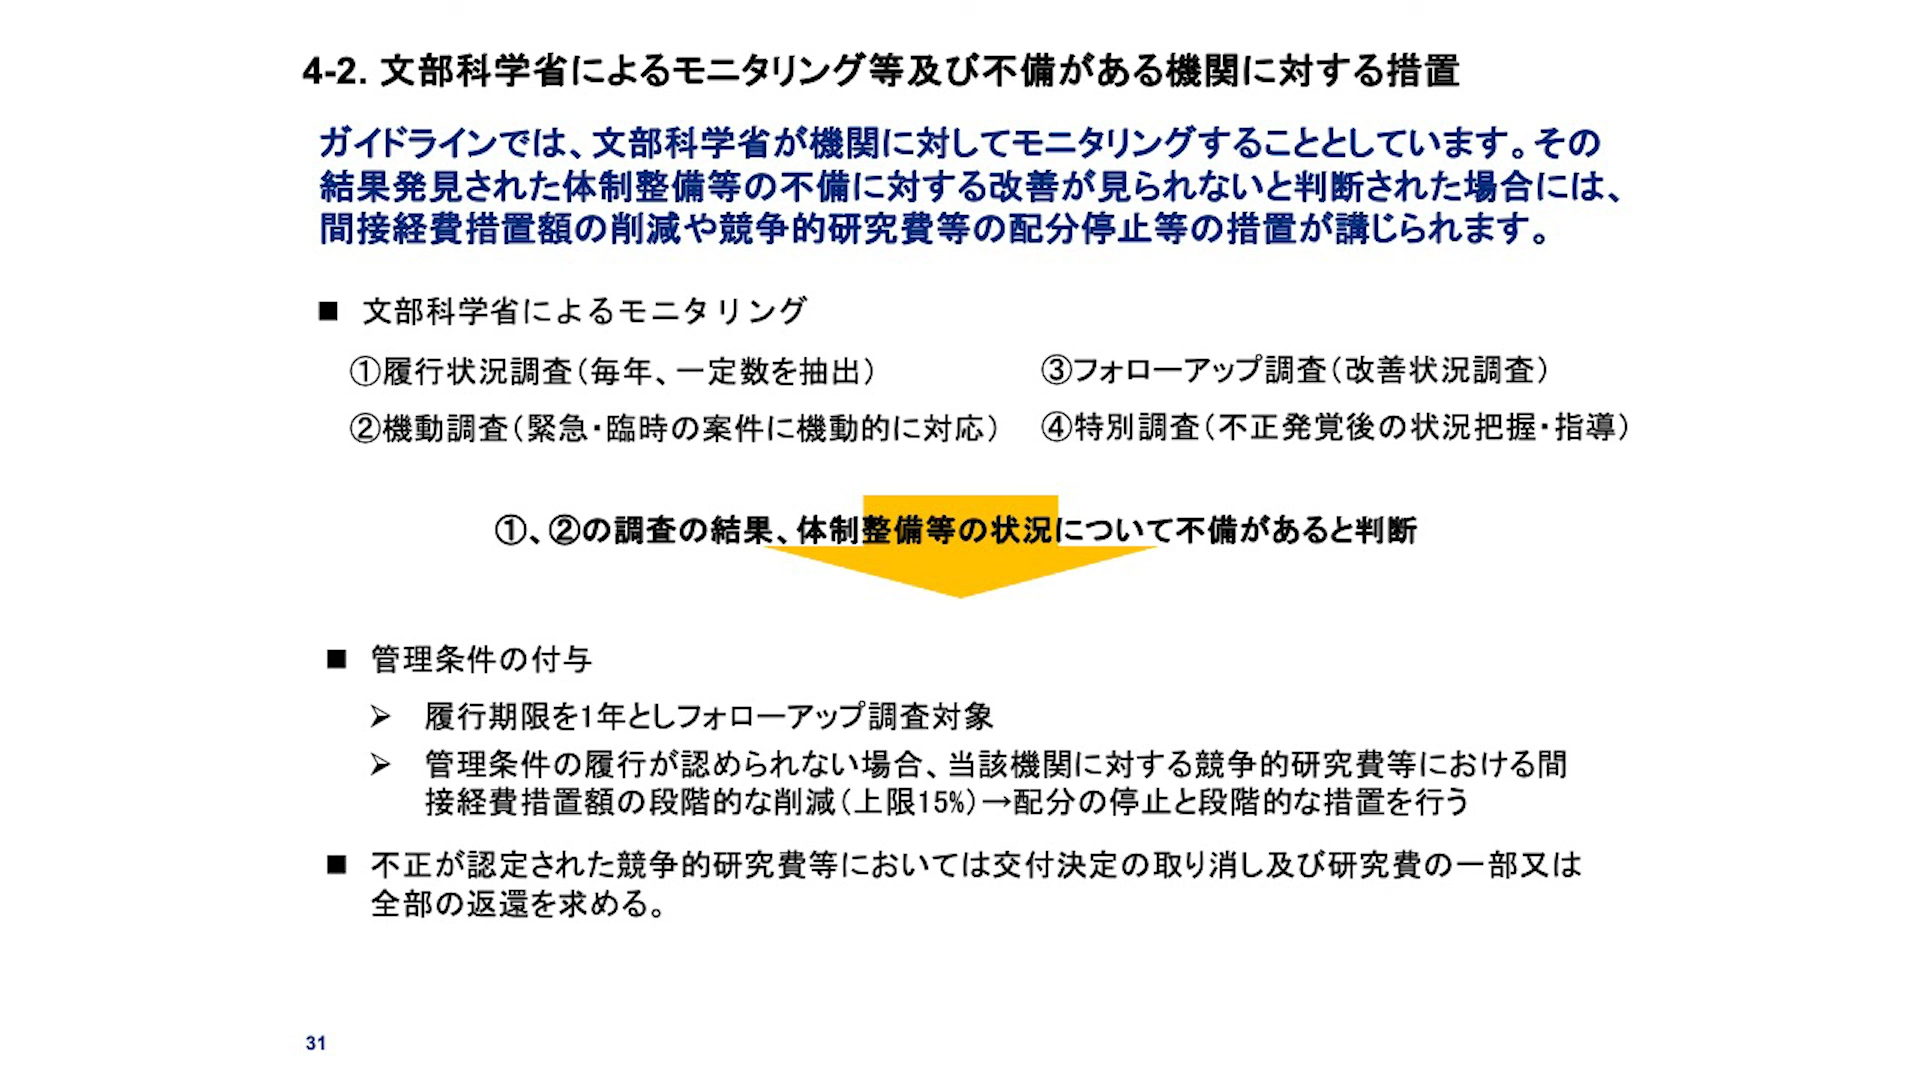 4-2. 文部科学省によるモニタリング等及び不備がある機関に対する措置
ガイドラインでは、文部科学省が機関に対してモニタリングすることとしています。その
結果発見された体制整備等の不備に対する改善が見られないと判断された場合には、
間接経費措置額の削減や競争的研究費等の配分停止等の措置が講じられます。
■ 文部科学省によるモニタリング
①履行状況調査(毎年、一定数を抽出)
②機動調査(緊急・臨時の案件に機動的に対応)
③フォローアップ調査(改善状況調査)
④特別調査(不正発覚後の状況把握・指導)
①、②の調査の結果、体制整備等の状況について不備があると判断
■ 管理条件の付与
➢ 履行期限を1年としフォローアップ調査対象
➢ 管理条件の履行が認められない場合、当該機関に対する競争的研究費等における間
接経費措置額の段階的な削減(上限15%)→配分の停止と段階的な措置を行う
■ 不正が認定された競争的研究費等においては交付決定の取り消し及び研究費の一部又は
全部の返還を求める。
31